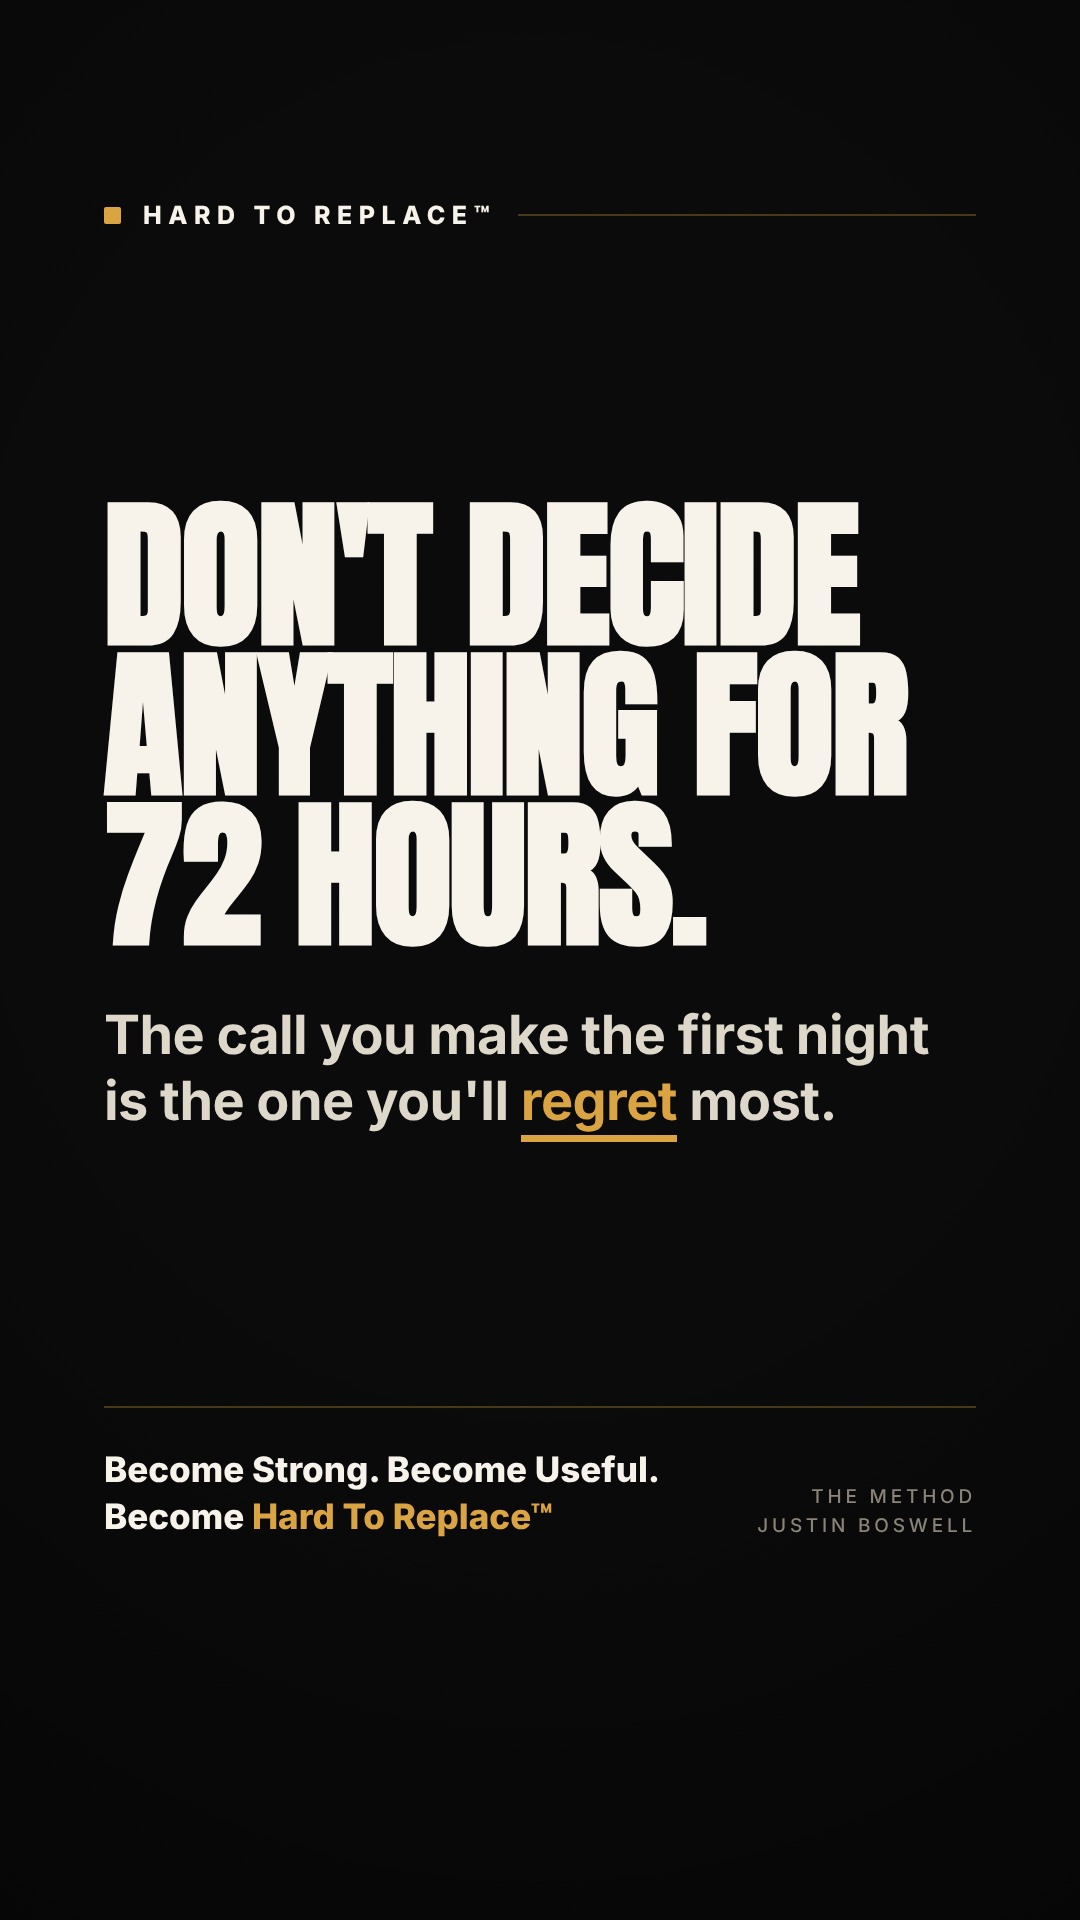 HARD TO REPLACE™
DON'T DECIDE
ANYTHING FOR
72 HOURS.
The call you make the first night
is the one you'll regret most.
Become Strong. Become Useful.
Become Hard To Replace™
THE METHOD
JUSTIN BOSWELL